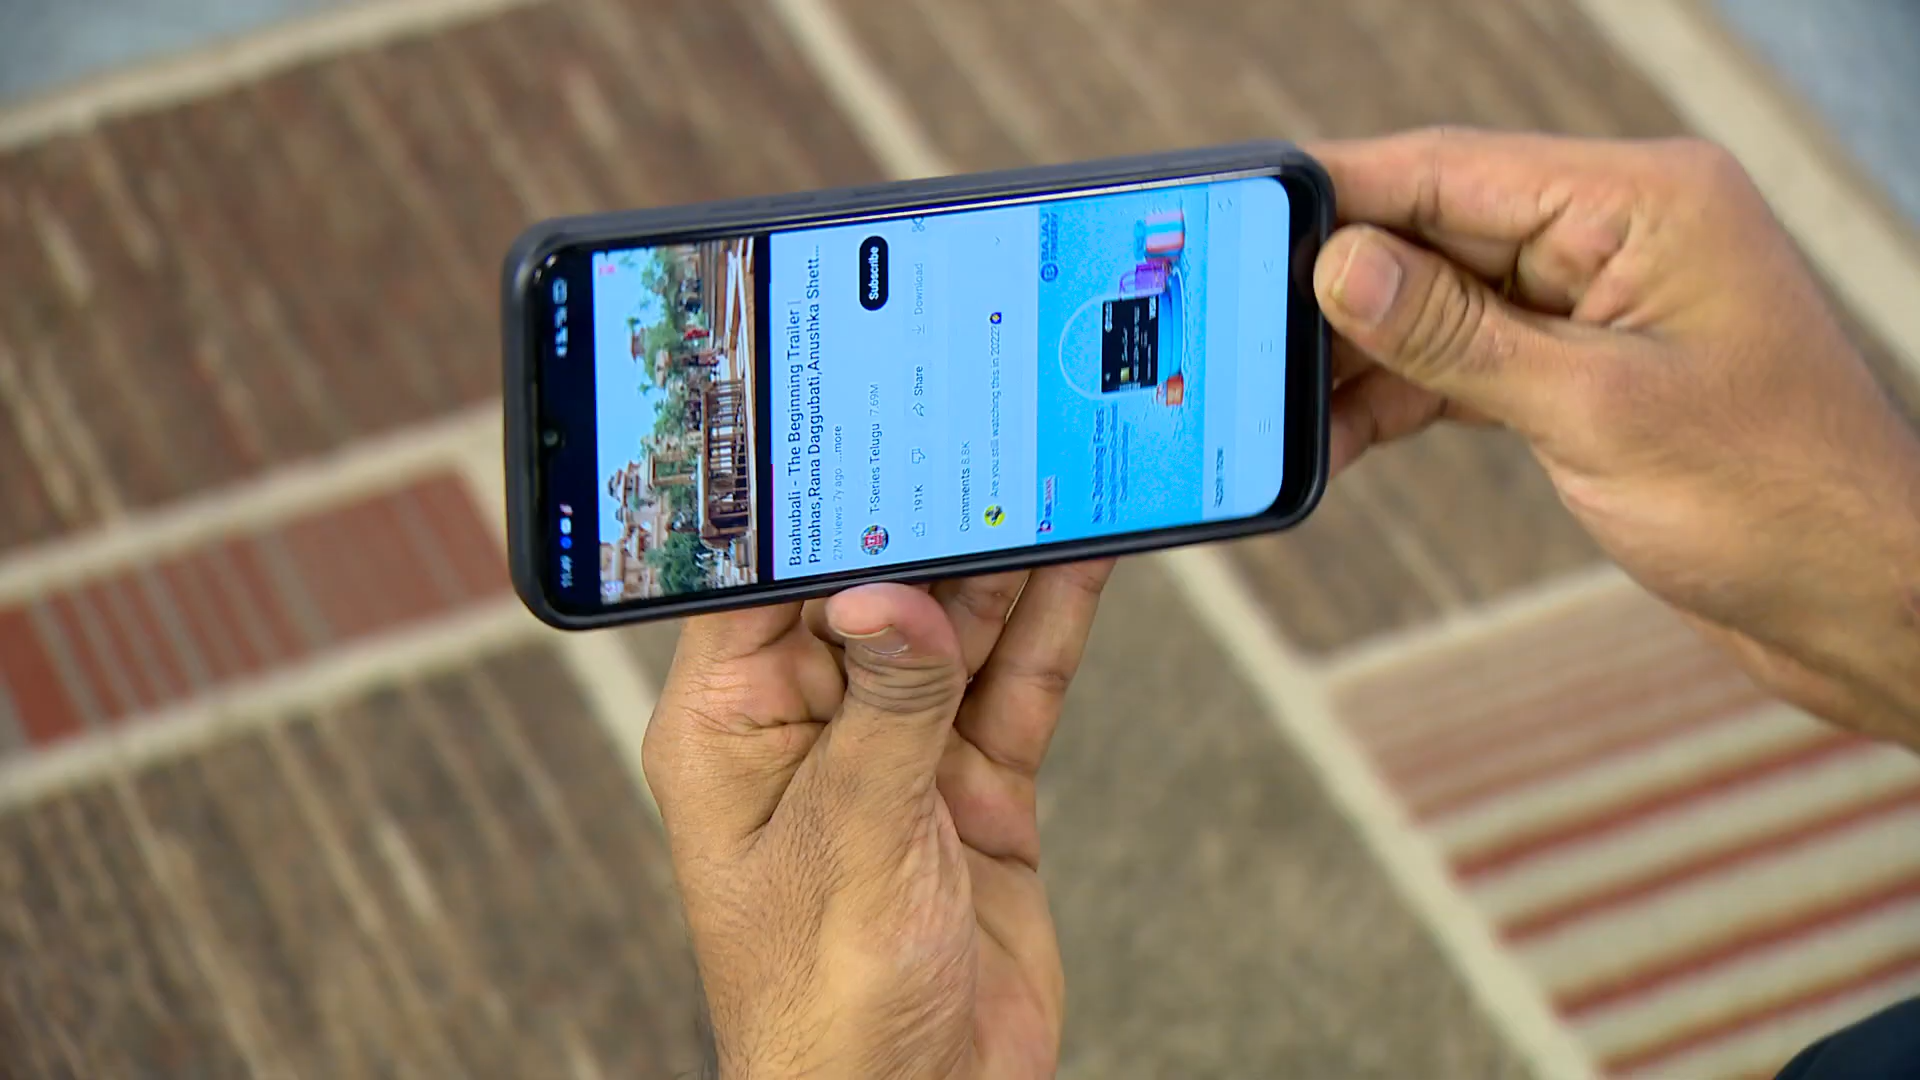 Baahubali - The Beginning Trailer |
Prabhas,Rana Daggubati,Anushka Shett...
27M views 7y ago ...more
T-Series Telugu 7.69M
Subscribe
191K
Share
Download
Comments 8.8K
Are you still watching this in 2022?
BAJAJ
No Joining Fees